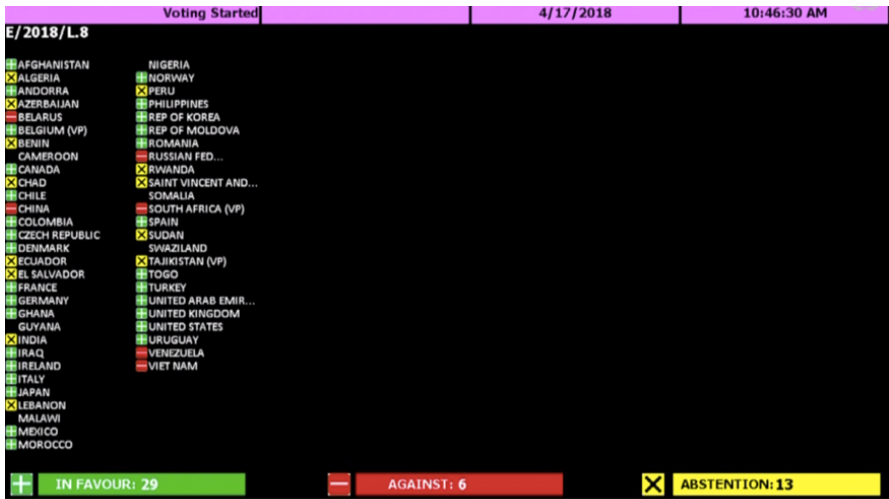 Voting Started 4/17/2018 10:46:30 AM
E/2018/L.8
AFGHANISTAN
ALGERIA
ANDORRA
AZERBAIJAN
BELARUS
BELGIUM (VP)
BENIN
CAMEROON
CANADA
CHAD
CHILE
CHINA
COLOMBIA
CZECH REPUBLIC
DENMARK
ECUADOR
EL SALVADOR
FRANCE
GERMANY
GHANA
GUYANA
INDIA
IRAQ
IRELAND
ITALY
JAPAN
LEBANON
MALAWI
MEXICO
MOROCCO
NIGERIA
NORWAY
PERU
PHILIPPINES
REP OF KOREA
REP OF MOLDOVA
ROMANIA
RUSSIAN FED...
RWANDA
SAINT VINCENT AND...
SOMALIA
SOUTH AFRICA (VP)
SPAIN
SUDAN
SWAZILAND
TAJIKISTAN (VP)
TOGO
TURKEY
UNITED ARAB EMIR...
UNITED KINGDOM
UNITED STATES
URUGUAY
VENEZUELA
VIET NAM
IN FAVOUR: 29 AGAINST: 6 ABSTENTION: 13